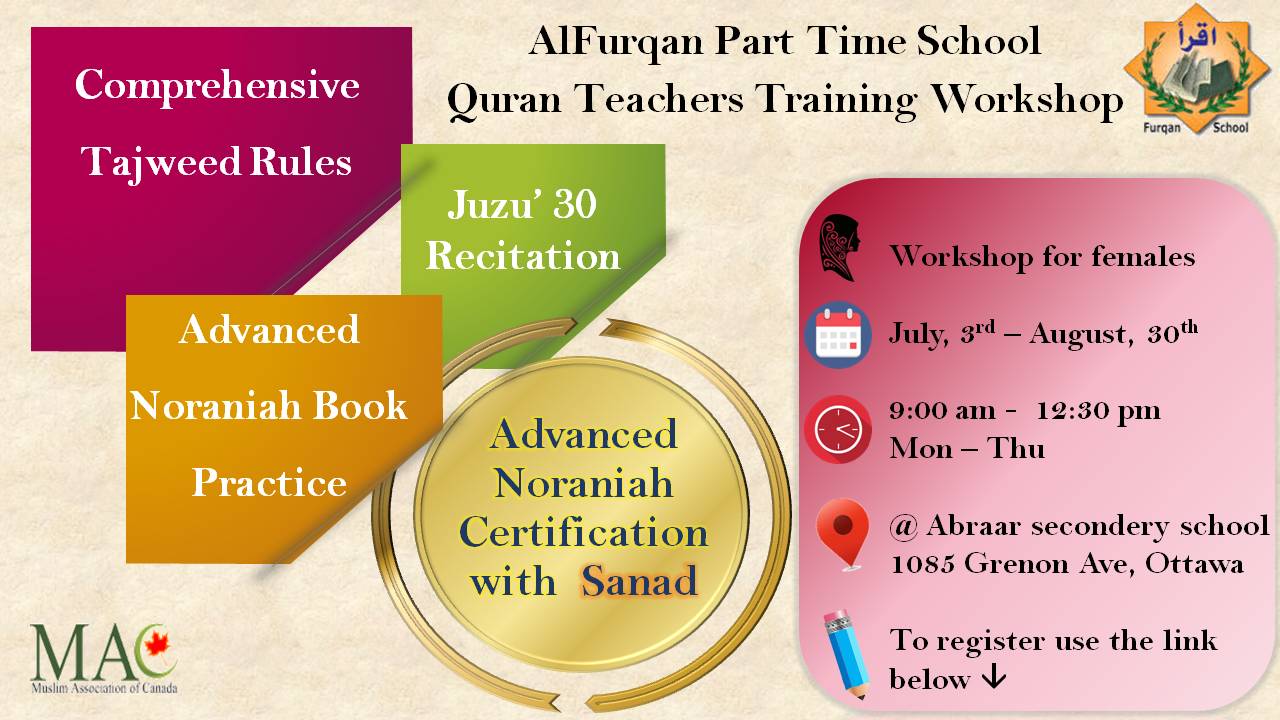 AlFurqan Part Time School
Quran Teachers Training Workshop
اقرأ
Furqan School
Comprehensive
Tajweed Rules
Juzu’ 30
Recitation
Advanced
Noraniah Book
Practice
Advanced
Noraniah
Certification
with Sanad
Workshop for females
July, 3rd – August, 30th
9:00 am - 12:30 pm
Mon – Thu
@ Abraar secondery school
1085 Grenon Ave, Ottawa
To register use the link
below ↓
MAC
Muslim Association of Canada